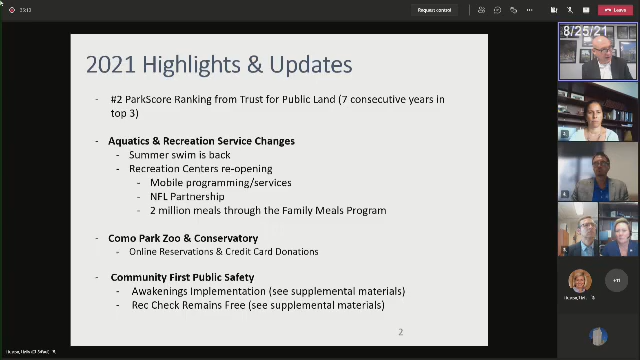 Request control
Leave
8/25/21
2021 Highlights & Updates
- #2 ParkScore Ranking from Trust for Public Land (7 consecutive years in
top 3)
- Aquatics & Recreation Service Changes
- Summer swim is back
- Recreation Centers re-opening
- Mobile programming/services
- NFL Partnership
- 2 million meals through the Family Meals Program
- Como Park Zoo & Conservatory
- Online Reservations & Credit Card Donations
- Community First Public Safety
- Awakenings Implementation (see supplemental materials)
- Rec Check Remains Free (see supplemental materials)
2
+11